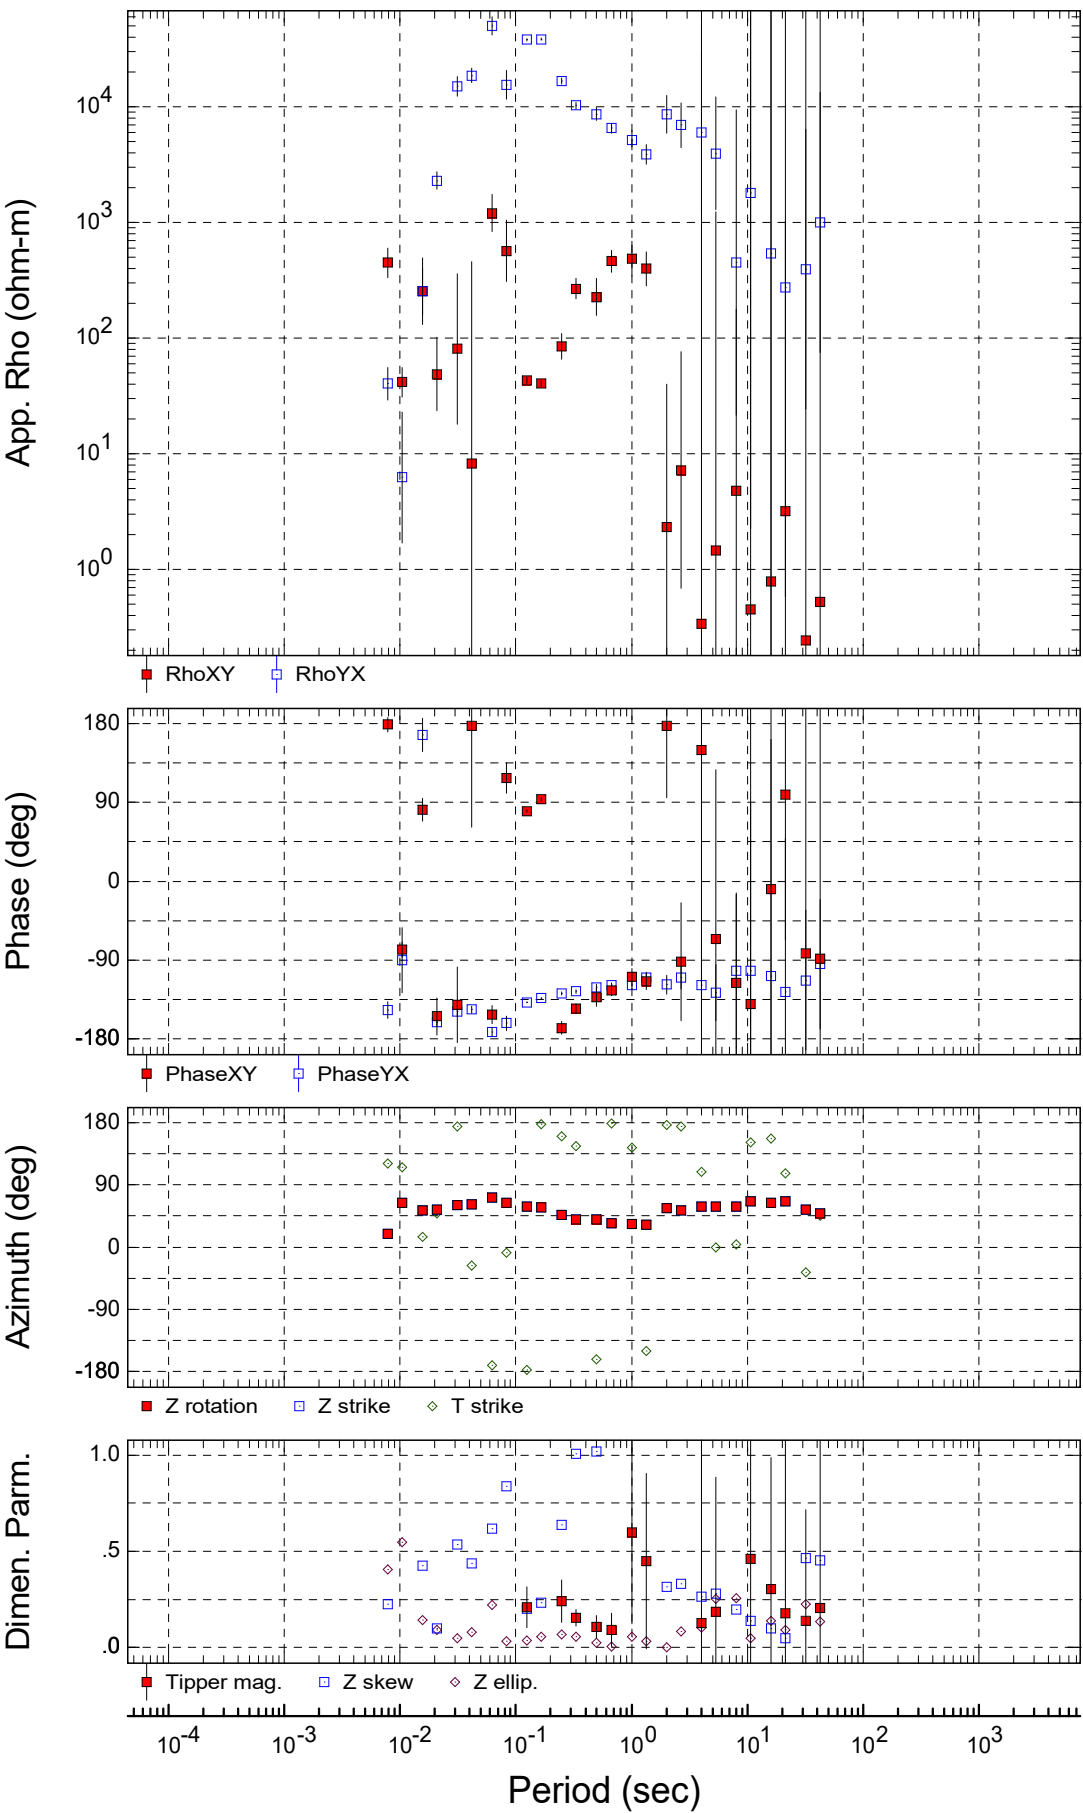 App. Rho (ohm-m)
10^4
10^3
10^2
10^1
10^0
RhoXY RhoYX
Phase (deg)
180
90
0
-90
-180
PhaseXY PhaseYX
Azimuth (deg)
180
90
0
-90
-180
Z rotation Z strike T strike
Dimen. Parm.
1.0
.5
.0
Tipper mag. Z skew Z ellip.
10^-4 10^-3 10^-2 10^-1 10^0 10^1 10^2 10^3
Period (sec)